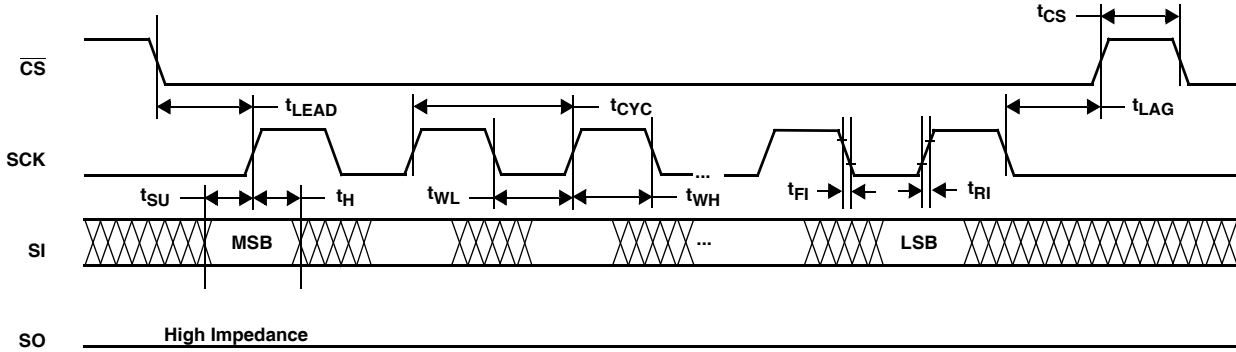 tCS
CS
tLEAD
tCYC
tLAG
SCK
...
tSU
tH
tWL
tWH
tFI
tRI
SI
MSB
...
LSB
SO
High Impedance